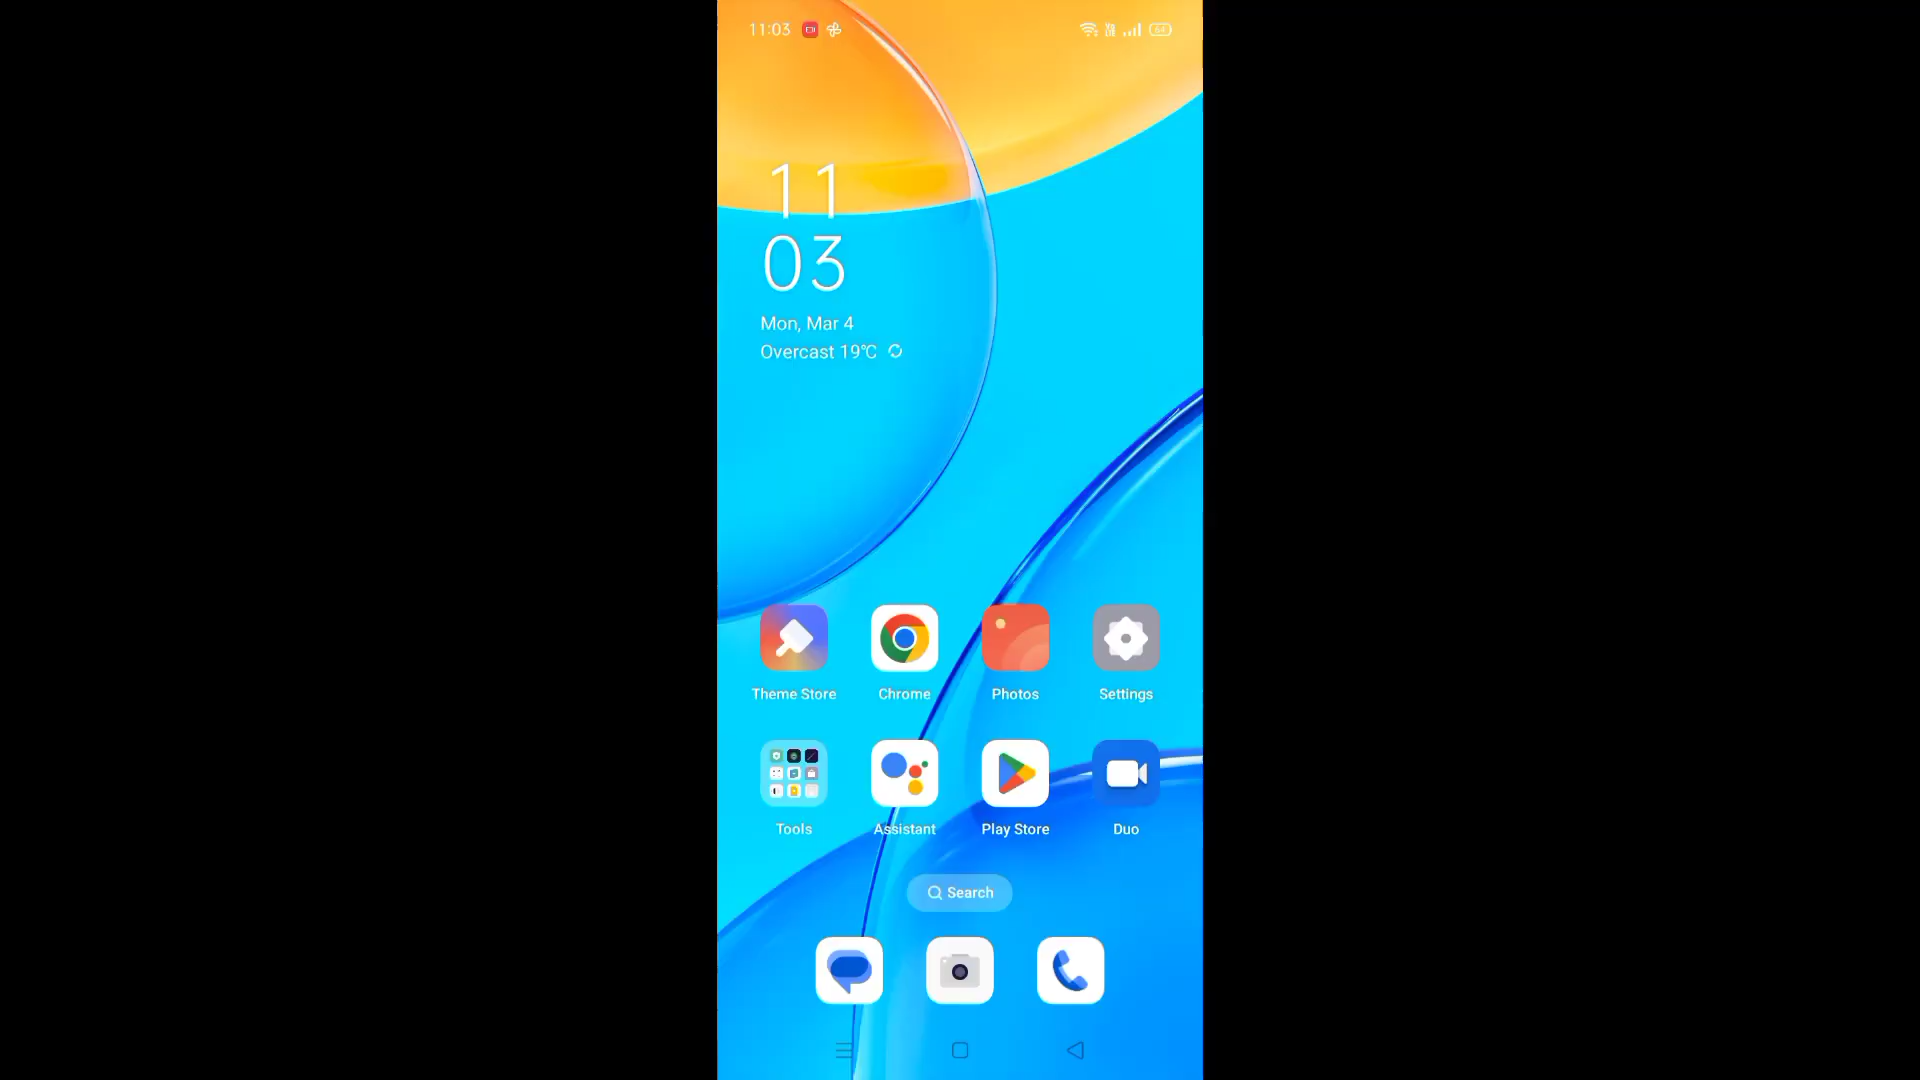 11:03
64
11
03
Mon, Mar 4
Overcast 19℃
Theme Store
Chrome
Photos
Settings
Tools
Assistant
Play Store
Duo
Search